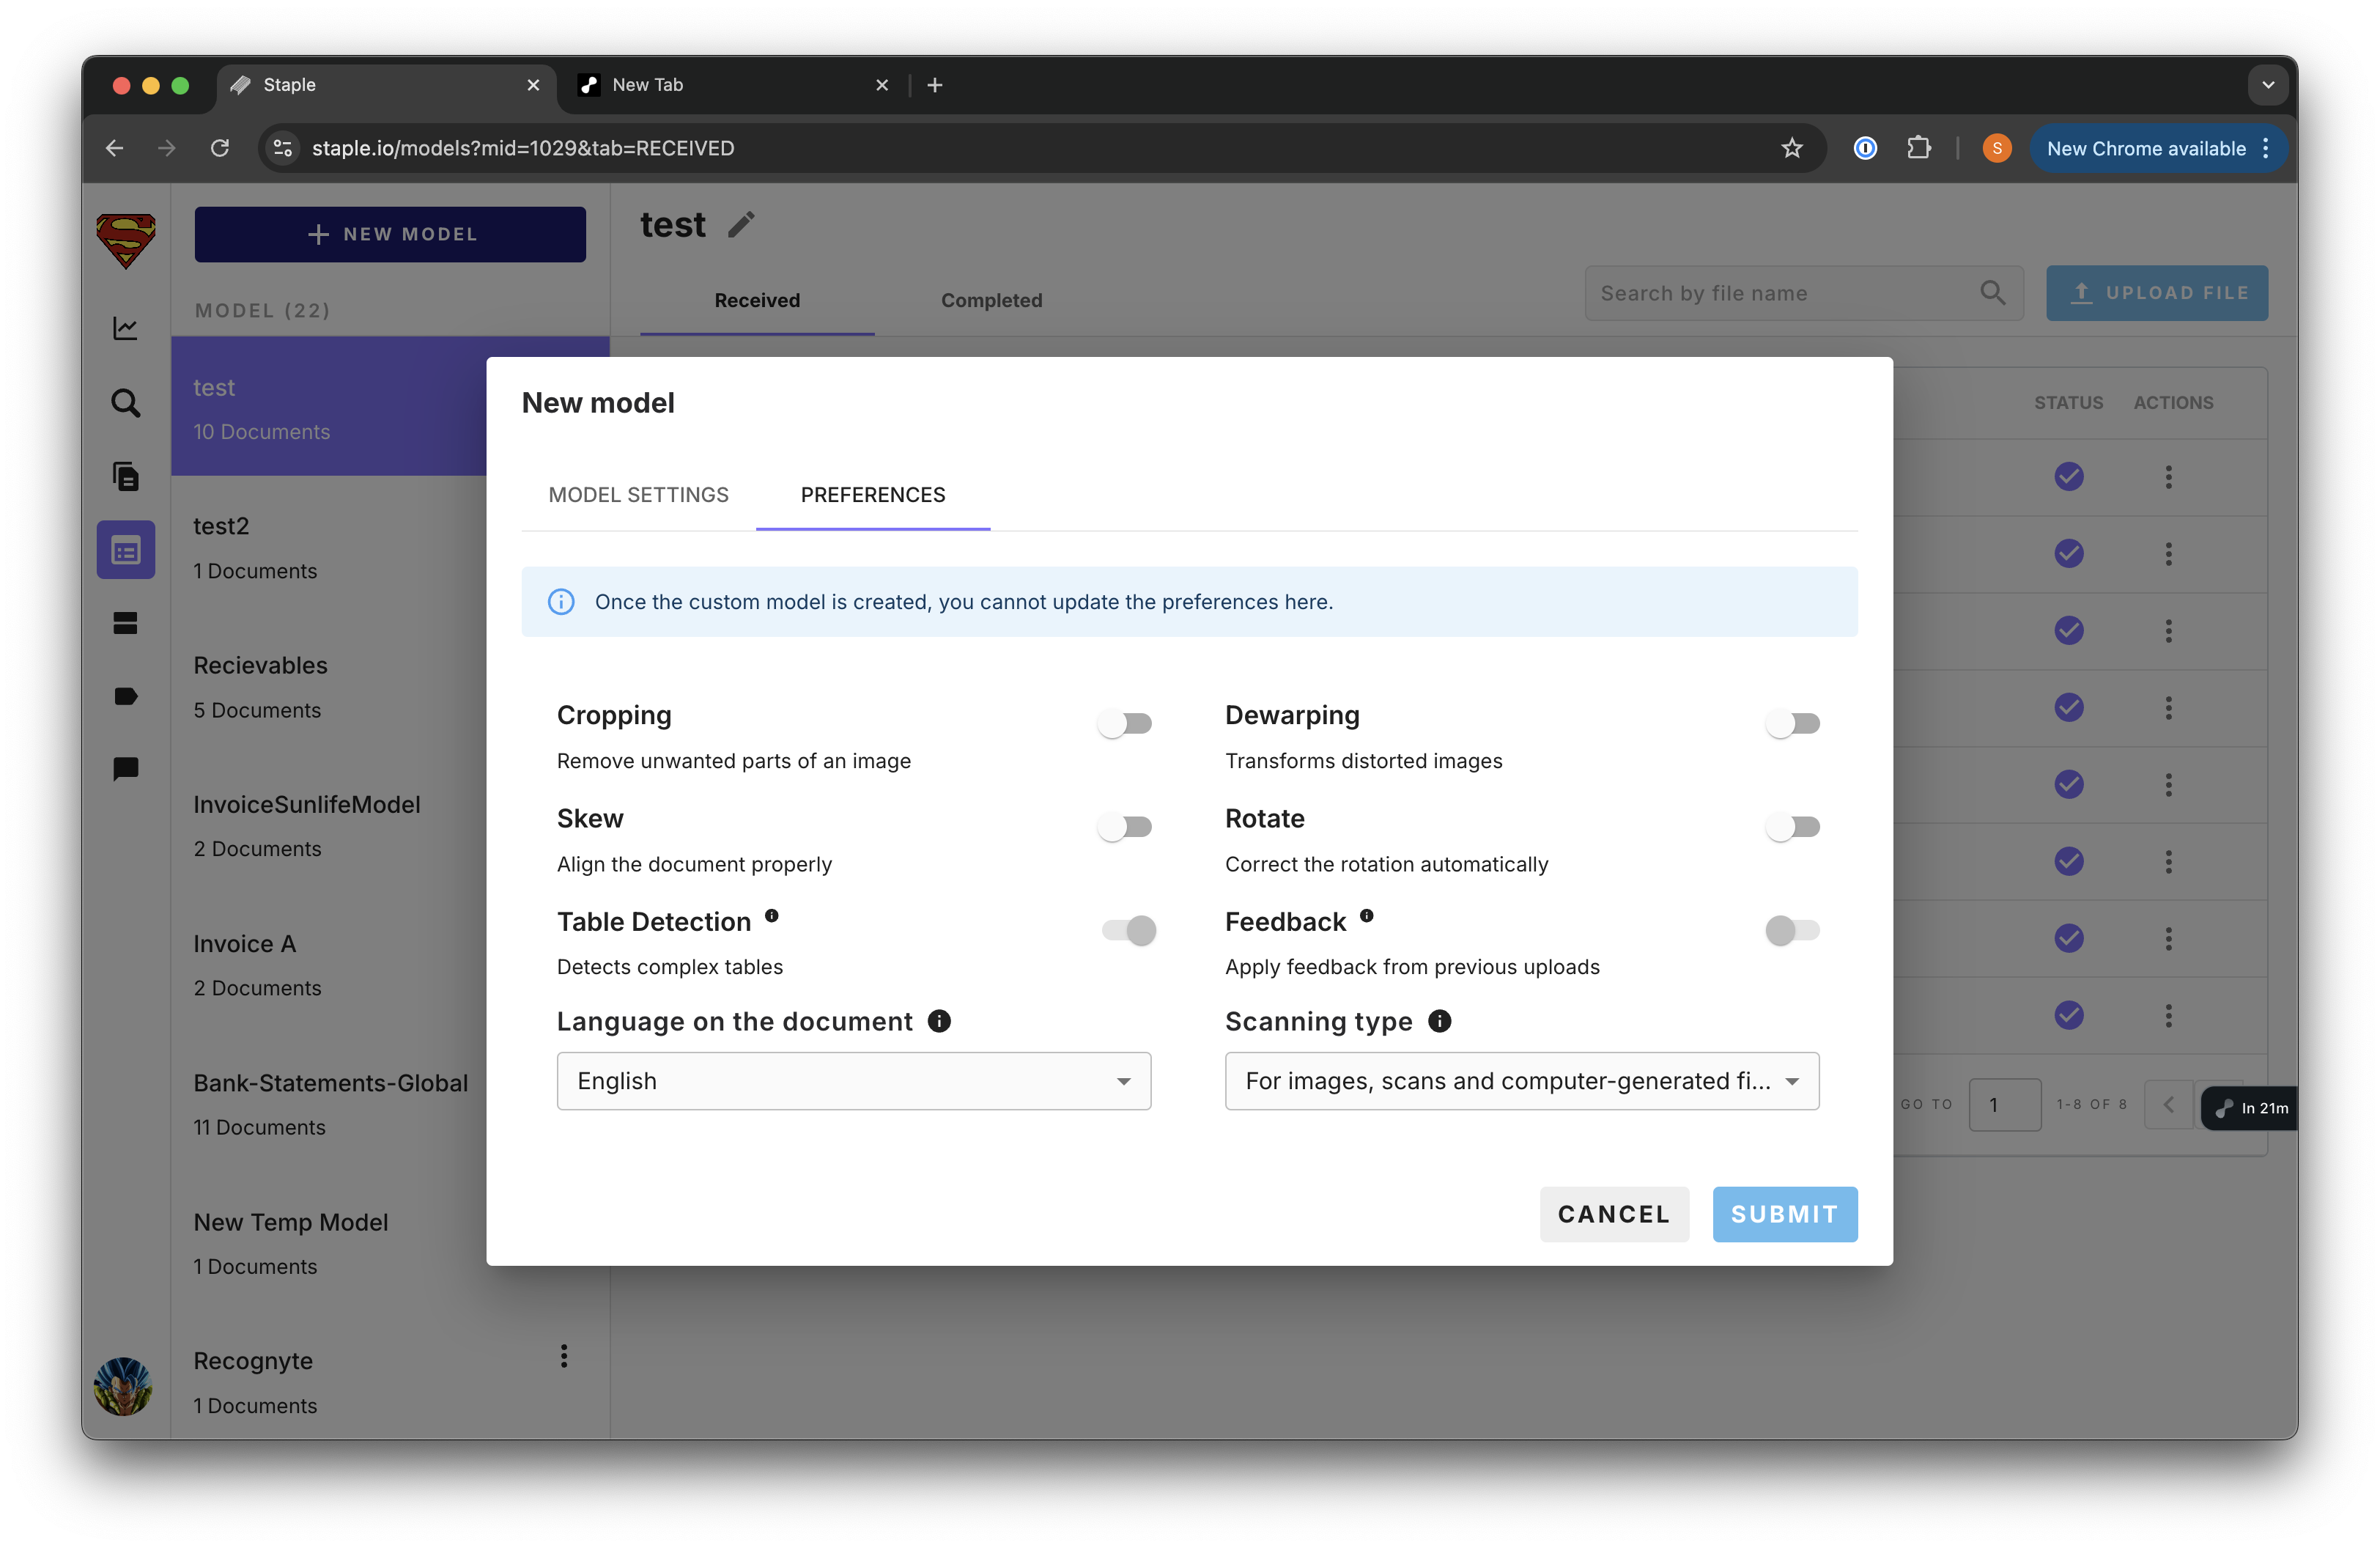 Staple
New Tab
staple.io/models?mid=1029&tab=RECEIVED
S
New Chrome available
NEW MODEL
MODEL (22)
test
10 Documents
test2
1 Documents
Recievables
5 Documents
InvoiceSunlifeModel
2 Documents
Invoice A
2 Documents
Bank-Statements-Global
11 Documents
New Temp Model
1 Documents
Recognyte
1 Documents
test
Received
Completed
Search by file name
UPLOAD FILE
STATUS
ACTIONS
New model
MODEL SETTINGS
PREFERENCES
Once the custom model is created, you cannot update the preferences here.
Cropping
Remove unwanted parts of an image
Dewarping
Transforms distorted images
Skew
Align the document properly
Rotate
Correct the rotation automatically
Table Detection
Detects complex tables
Feedback
Apply feedback from previous uploads
Language on the document
English
Scanning type
For images, scans and computer-generated fi...
CANCEL
SUBMIT
GO TO
1
1-8 OF 8
In 21m